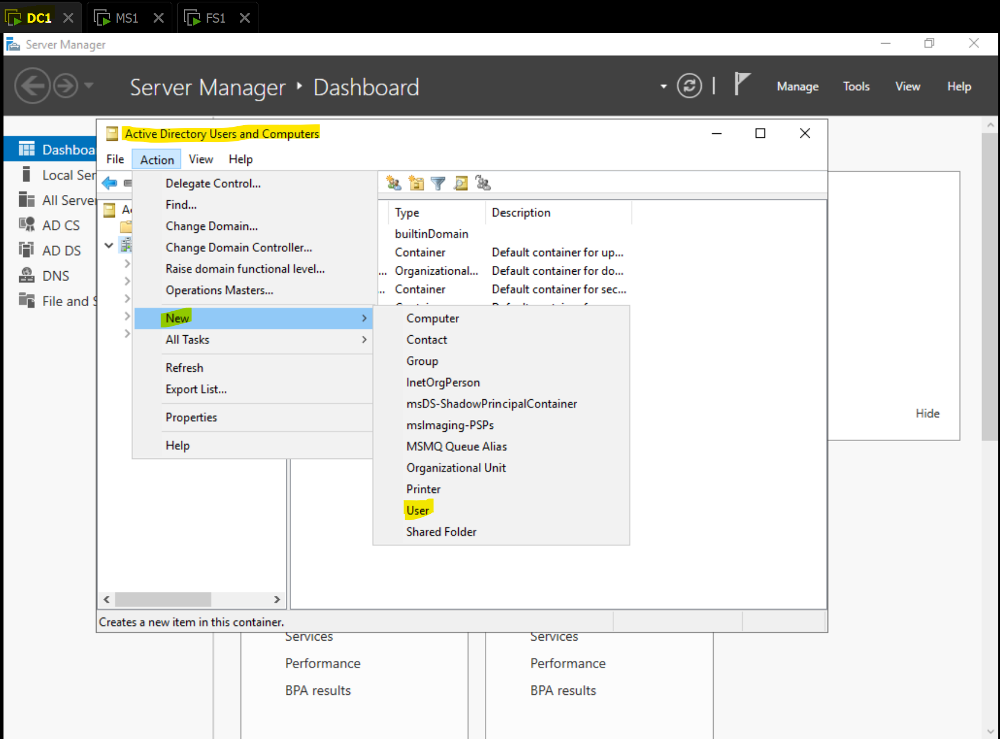 DC1
MS1
FS1
Server Manager
Server Manager
Dashboard
Manage
Tools
View
Help
Active Directory Users and Computers
File
Action
View
Help
Dashboa
Local Ser
All Server
AD CS
AD DS
DNS
File and S
Delegate Control...
Find...
Change Domain...
Change Domain Controller...
Raise domain functional level...
Operations Masters...
New
All Tasks
Refresh
Export List...
Properties
Help
Type
Description
builtinDomain
Container
Default container for up...
... Organizational...
Default container for do...
... Container
Default container for sec...
Computer
Contact
Group
InetOrgPerson
msDS-ShadowPrincipalContainer
msImaging-PSPs
MSMQ Queue Alias
Organizational Unit
Printer
User
Shared Folder
Hide
Creates a new item in this container.
Services
Performance
BPA results
Services
Performance
BPA results